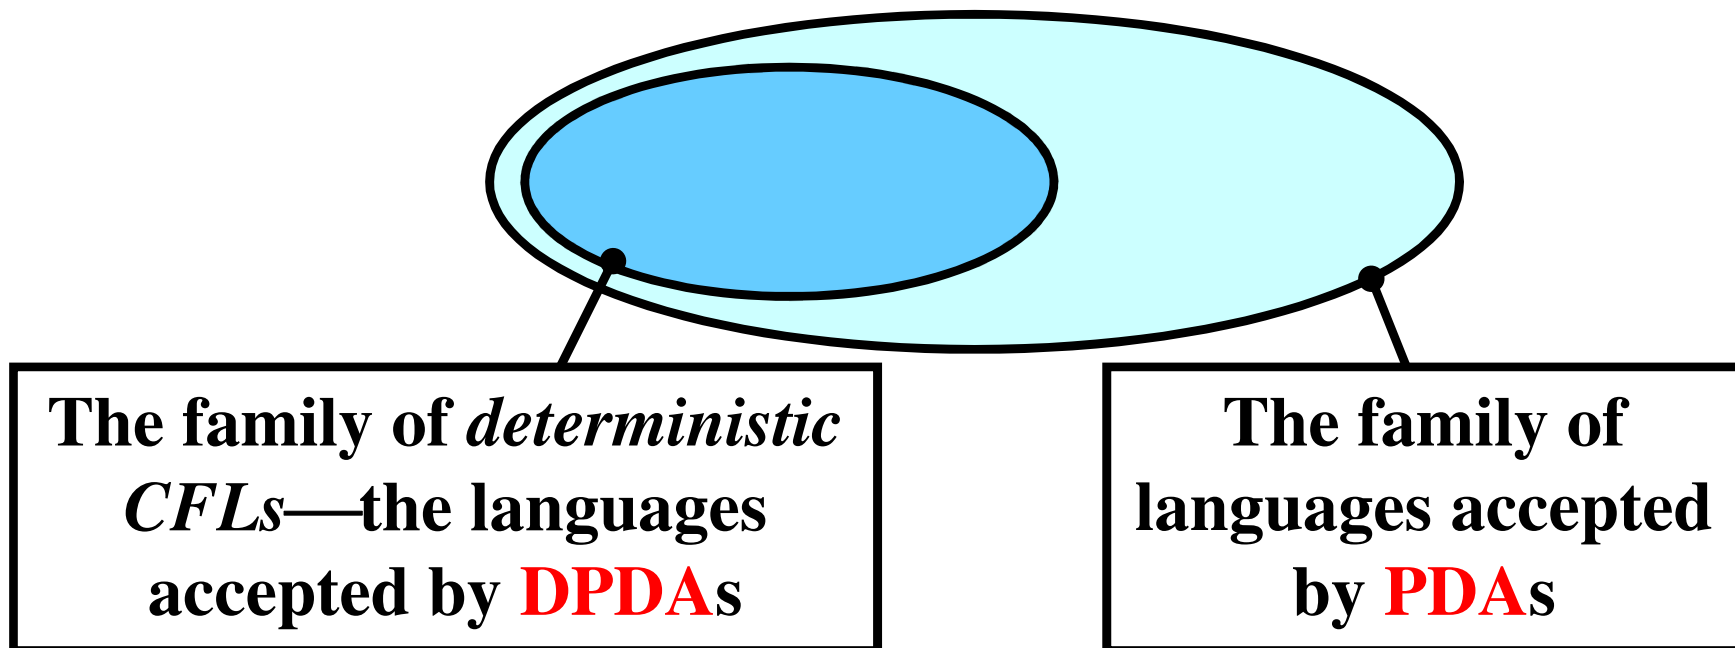 The family of deterministic
CFLs—the languages
accepted by DPDAs
The family of
languages accepted
by PDAs